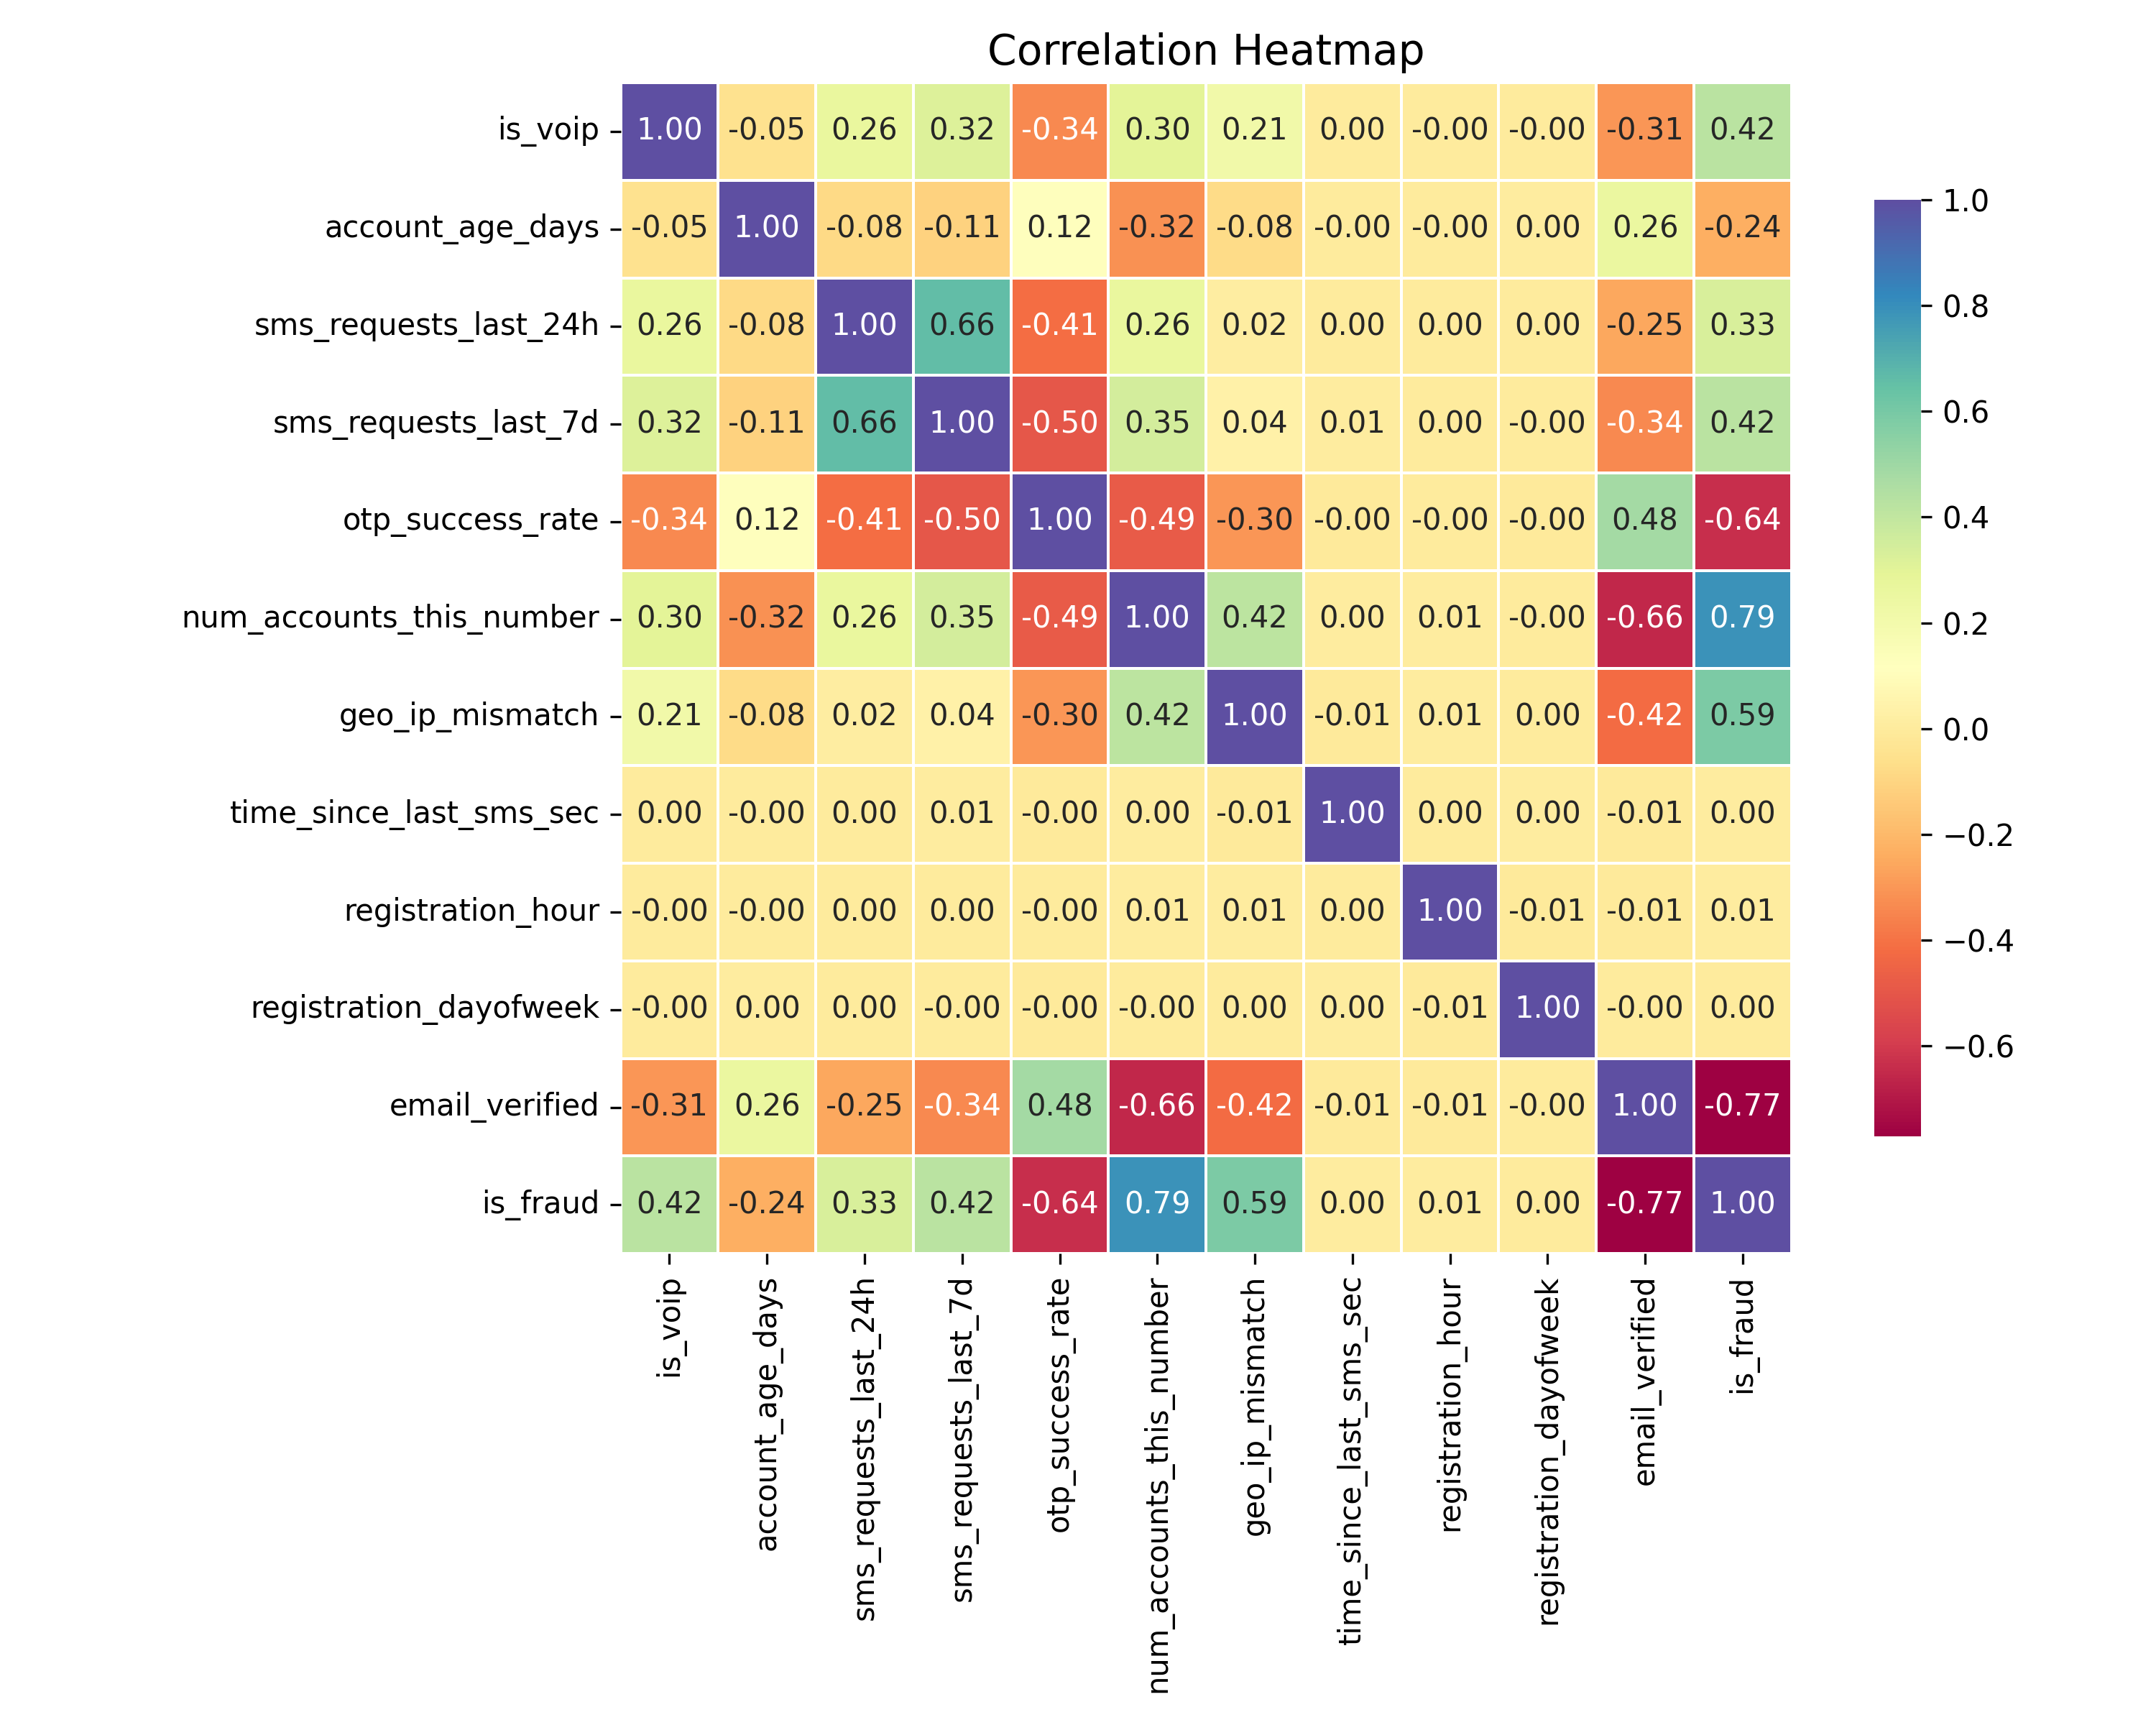 Correlation Heatmap
is_voip 1.00 -0.05 0.26 0.32 -0.34 0.30 0.21 0.00 -0.00 -0.00 -0.31 0.42
account_age_days -0.05 1.00 -0.08 -0.11 0.12 -0.32 -0.08 -0.00 -0.00 0.00 0.26 -0.24
sms_requests_last_24h 0.26 -0.08 1.00 0.66 -0.41 0.26 0.02 0.00 0.00 0.00 -0.25 0.33
sms_requests_last_7d 0.32 -0.11 0.66 1.00 -0.50 0.35 0.04 0.01 0.00 -0.00 -0.34 0.42
otp_success_rate -0.34 0.12 -0.41 -0.50 1.00 -0.49 -0.30 -0.00 -0.00 -0.00 0.48 -0.64
num_accounts_this_number 0.30 -0.32 0.26 0.35 -0.49 1.00 0.42 0.00 0.01 -0.00 -0.66 0.79
geo_ip_mismatch 0.21 -0.08 0.02 0.04 -0.30 0.42 1.00 -0.01 0.01 0.00 -0.42 0.59
time_since_last_sms_sec 0.00 -0.00 0.00 0.01 -0.00 0.00 -0.01 1.00 0.00 0.00 -0.01 0.00
registration_hour -0.00 -0.00 0.00 0.00 -0.00 0.01 0.01 0.00 1.00 -0.01 -0.01 0.01
registration_dayofweek -0.00 0.00 0.00 -0.00 -0.00 -0.00 0.00 0.00 -0.01 1.00 -0.00 0.00
email_verified -0.31 0.26 -0.25 -0.34 0.48 -0.66 -0.42 -0.01 -0.01 -0.00 1.00 -0.77
is_fraud 0.42 -0.24 0.33 0.42 -0.64 0.79 0.59 0.00 0.01 0.00 -0.77 1.00
is_voip
account_age_days
sms_requests_last_24h
sms_requests_last_7d
otp_success_rate
num_accounts_this_number
geo_ip_mismatch
time_since_last_sms_sec
registration_hour
registration_dayofweek
email_verified
is_fraud
1.0
0.8
0.6
0.4
0.2
0.0
−0.2
−0.4
−0.6